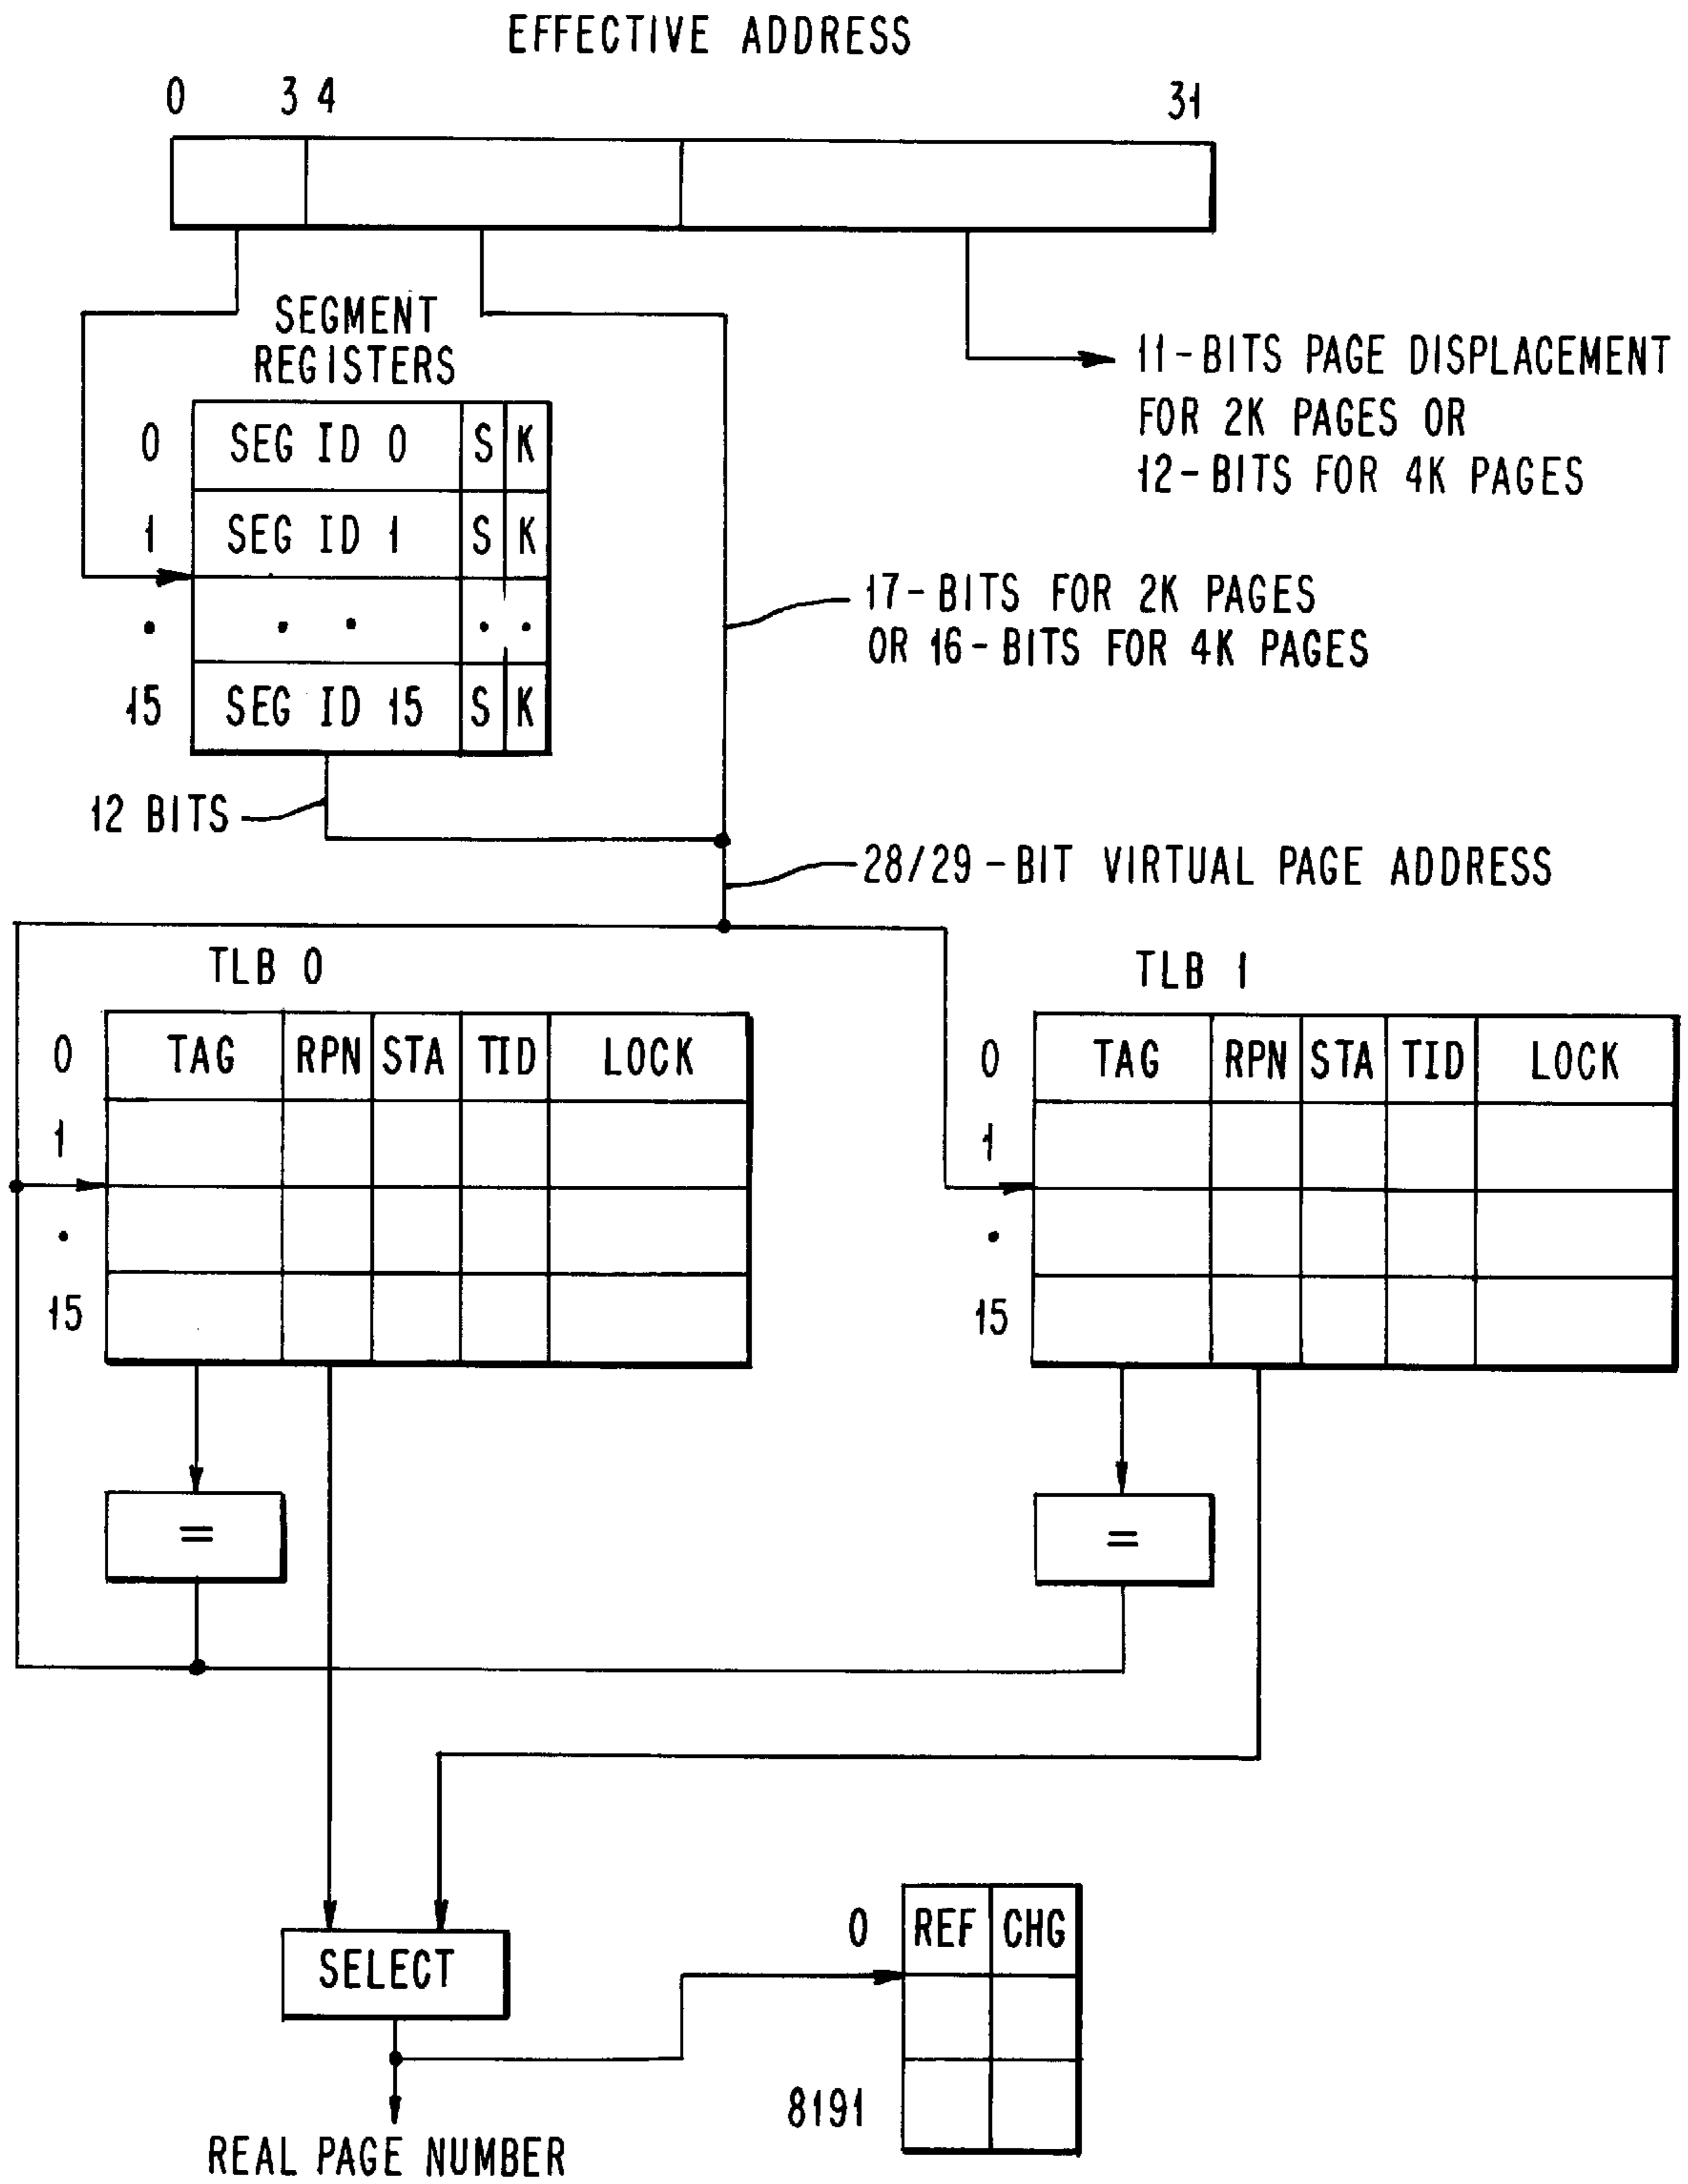 EFFECTIVE ADDRESS
0 3 4 31
SEGMENT
REGISTERS
11-BITS PAGE DISPLACEMENT
FOR 2K PAGES OR
12-BITS FOR 4K PAGES
0 SEG ID 0 S K
1 SEG ID 1 S K
. . . . .
15 SEG ID 15 S K
17-BITS FOR 2K PAGES
OR 16-BITS FOR 4K PAGES
12 BITS
28/29-BIT VIRTUAL PAGE ADDRESS
TLB 0
0 TAG RPN STA TID LOCK
1
.
15
=
TLB 1
0 TAG RPN STA TID LOCK
1
.
15
=
SELECT
0 REF CHG
8191
REAL PAGE NUMBER